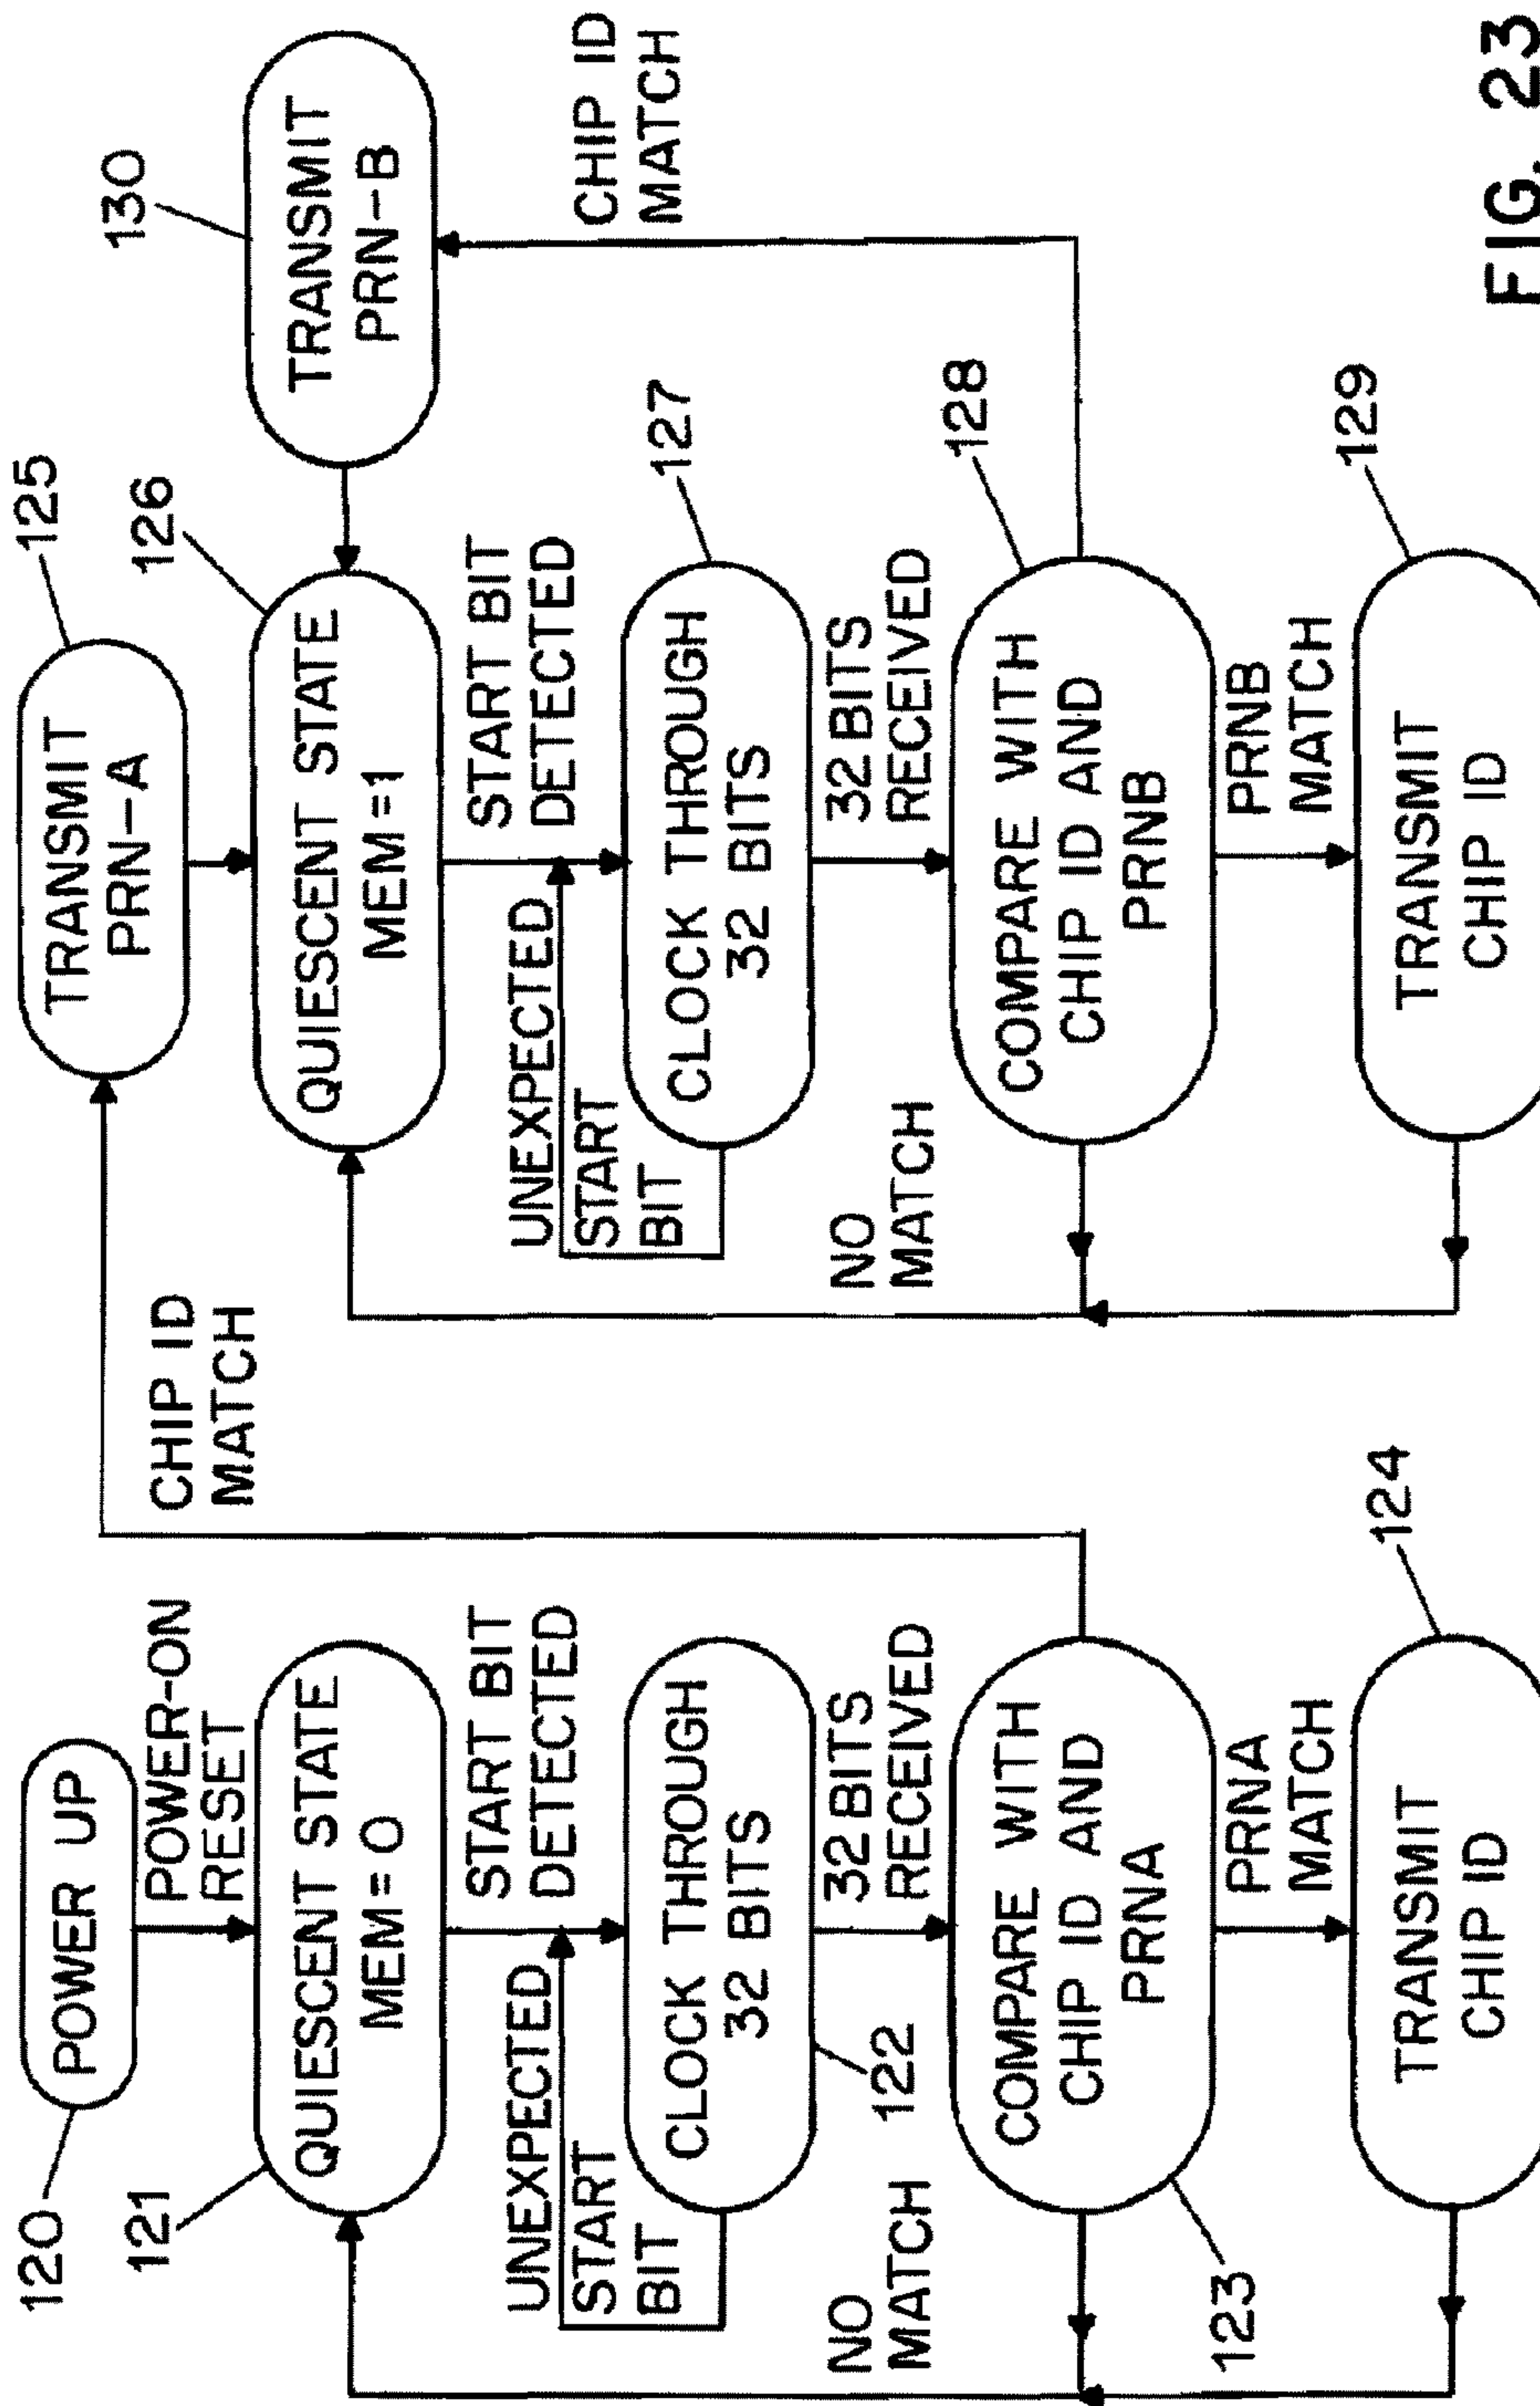 120
POWER UP
POWER-ON
RESET
121
QUIESCENT STATE
MEM = 0
START BIT
DETECTED
UNEXPECTED
START
BIT
CLOCK THROUGH
32 BITS
122
32 BITS
RECEIVED
NO
MATCH
COMPARE WITH
CHIP ID AND
PRNA
123
PRNA
MATCH
TRANSMIT
CHIP ID
124
CHIP ID
MATCH
TRANSMIT
PRN-A
125
QUIESCENT STATE
MEM = 1
126
START BIT
DETECTED
UNEXPECTED
START
BIT
CLOCK THROUGH
32 BITS
127
32 BITS
RECEIVED
NO
MATCH
COMPARE WITH
CHIP ID AND
PRNB
128
PRNB
MATCH
TRANSMIT
CHIP ID
129
130
TRANSMIT
PRN-B
CHIP ID
MATCH
FIG. 23